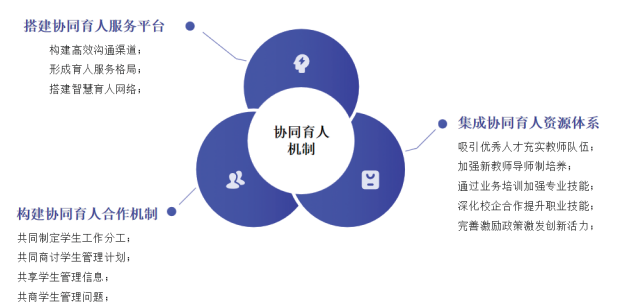 搭建协同育人服务平台
构建高效沟通渠道；
形成育人服务格局；
搭建智慧育人网络；
协同育人
机制
集成协同育人资源体系
吸引优秀人才充实教师队伍；
加强新教师导师制培养；
通过业务培训加强专业技能；
深化校企合作提升职业技能；
完善激励政策激发创新活力；
构建协同育人合作机制
共同制定学生工作分工；
共同商讨学生管理计划；
共享学生管理信息；
共商学生管理问题；